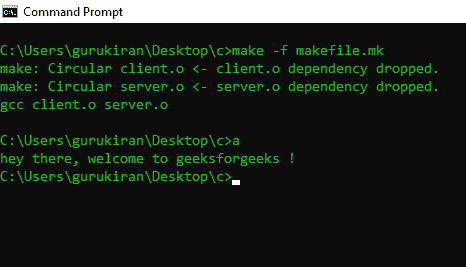 Command Prompt
C:\Users\gurukiran\Desktop\c>make -f makefile.mk
make: Circular client.o <- client.o dependency dropped.
make: Circular server.o <- server.o dependency dropped.
gcc client.o server.o
C:\Users\gurukiran\Desktop\c>a
hey there, welcome to geeksforgeeks !
C:\Users\gurukiran\Desktop\c>